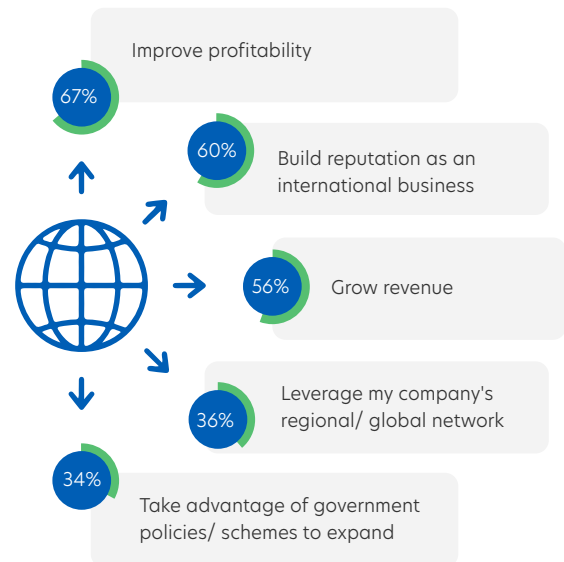 Improve profitability
67%
60%
Build reputation as an
international business
56%
Grow revenue
36%
Leverage my company's
regional/ global network
34%
Take advantage of government
policies/ schemes to expand